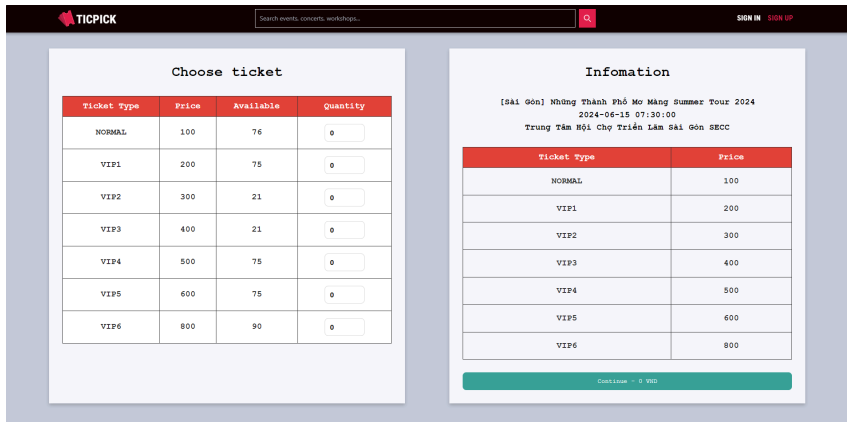 TICPICK
Search events, concerts, workshops...
SIGN IN SIGN UP
Choose ticket
Ticket Type Price Available Quantity
NORMAL 100 76 0
VIP1 200 75 0
VIP2 300 21 0
VIP3 400 21 0
VIP4 500 75 0
VIP5 600 75 0
VIP6 800 90 0
Infomation
[Sài Gòn] Những Thành Phố Mơ Màng Summer Tour 2024
2024-06-15 07:30:00
Trung Tâm Hội Chợ Triển Lãm Sài Gòn SECC
Ticket Type Price
NORMAL 100
VIP1 200
VIP2 300
VIP3 400
VIP4 500
VIP5 600
VIP6 800
Continue - 0 VND